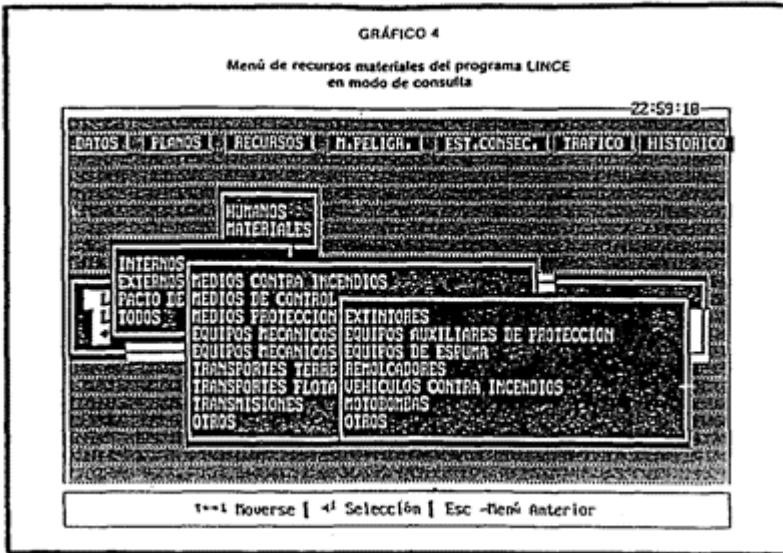 GRÁFICO 4
Menú de recursos materiales del programa LINCE
en modo de consulta
22:59:18
DATOS PLANOS RECURSOS M.PELIGR. EST.CONSEC. TRAFICO HISTORICO
HUMANOS
MATERIALES
INTERNOS
EXTERNOS
PACTO DE
TODOS
MEDIOS CONTRA INCENDIOS
MEDIOS DE CONTROL
MEDIOS PROTECCION
EQUIPOS MECANICOS
EQUIPOS MECANICOS
TRANSPORTES TERRE
TRANSPORTES FLOTA
TRANSMISIONES
OTROS
EXTINTORES
EQUIPOS AUXILIARES DE PROTECCION
EQUIPOS DE ESPUMA
REMOLCADORES
VEHICULOS CONTRA INCENDIOS
MOTOBOMBAS
OTROS
Moverse Selección Esc -Menú Anterior